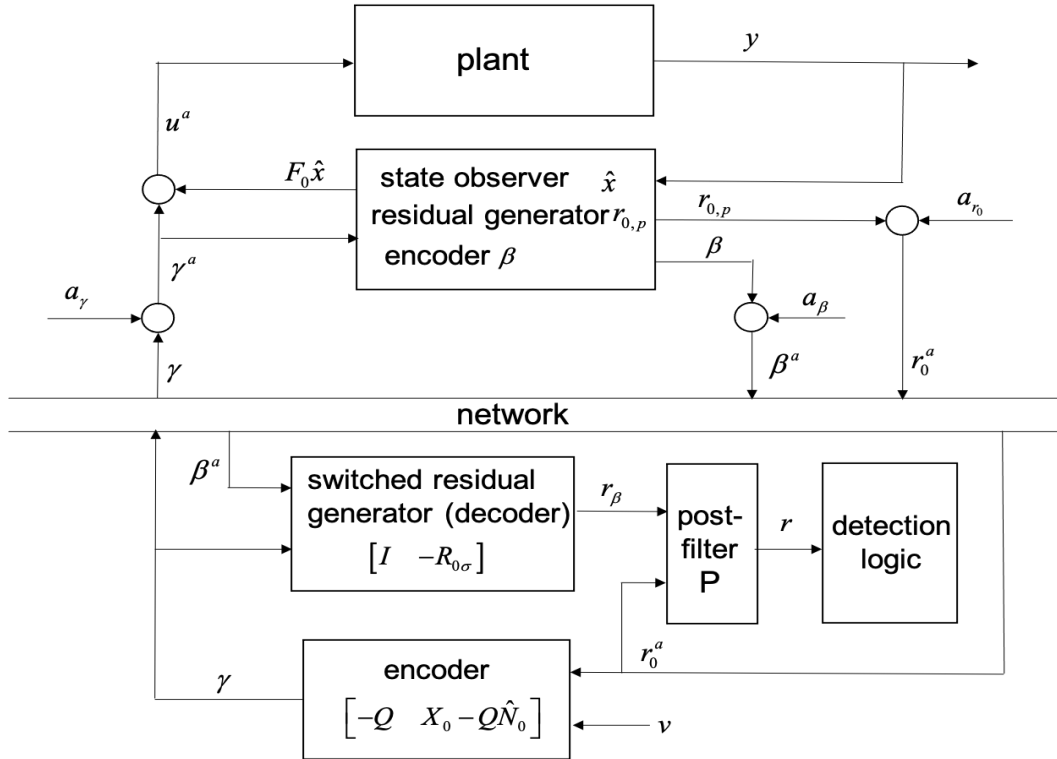 y
plant
u^a
F_0 x̂
state observer x̂
residual generator r_{0,p}
encoder β
r_{0,p}
a_{r_0}
β
γ^a
a_γ
a_β
γ
β^a
r_0^a
network
β^a
switched residual
generator (decoder)
[I −R_{0σ}]
r_β
post-
filter
P
r
detection
logic
r_0^a
encoder
[−Q X_0 − QN̂_0]
γ
v